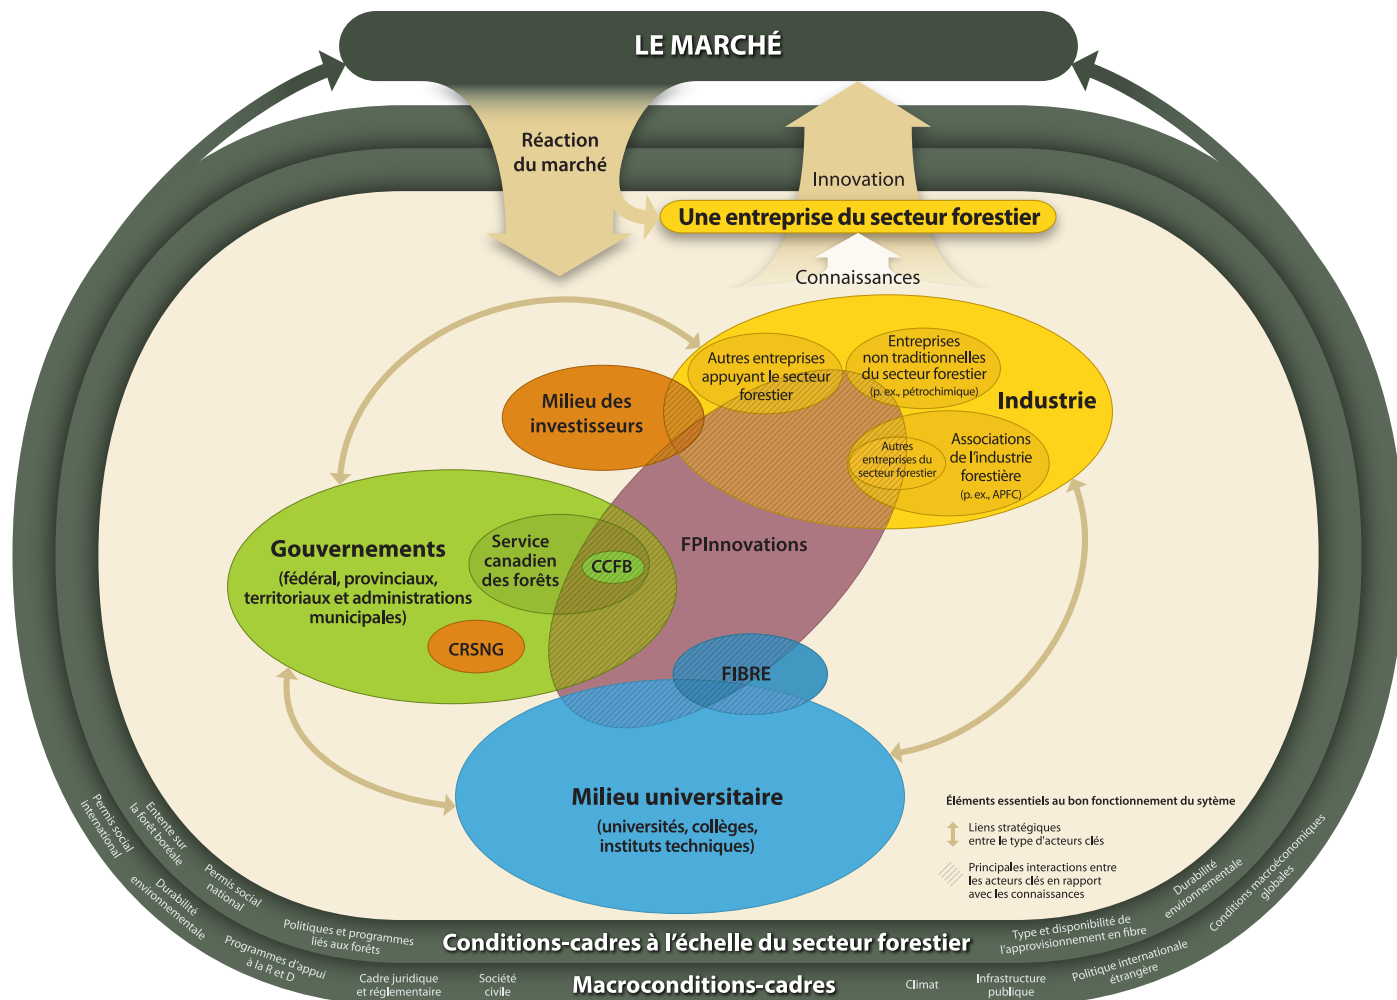 LE MARCHÉ
Réaction
du marché
Innovation
Une entreprise du secteur forestier
Connaissances
Autres entreprises
appuyant le secteur
forestier
Entreprises
non traditionnelles
du secteur forestier
(p. ex., pétrochimique)
Industrie
Milieu des
investisseurs
Autres
entreprises du
secteur forestier
Associations
de l'industrie
forestière
(p. ex., APFC)
Gouvernements
(fédéral, provinciaux,
territoriaux et administrations
municipales)
Service
canadien
des forêts
CCFB
CRSNG
FPInnovations
FIBRE
Milieu universitaire
(universités, collèges,
instituts techniques)
Éléments essentiels au bon fonctionnement du sytème
Liens stratégiques
entre le type d'acteurs clés
Principales interactions entre
les acteurs clés en rapport
avec les connaissances
Entente sur
la forêt boréale
Permis social
national
Politiques et programmes
liés aux forêts
Conditions-cadres à l'échelle du secteur forestier
Type et disponibilité de
l'approvisionnement en fibre
Durabilité
environnementale
Permis social
international
Durabilité
environnementale
Programmes d'appui
à la R et D
Cadre juridique
et réglementaire
Société
civile
Macroconditions-cadres
Climat
Infrastructure
publique
Politique internationale
étrangère
Conditions macroéconomiques
globales